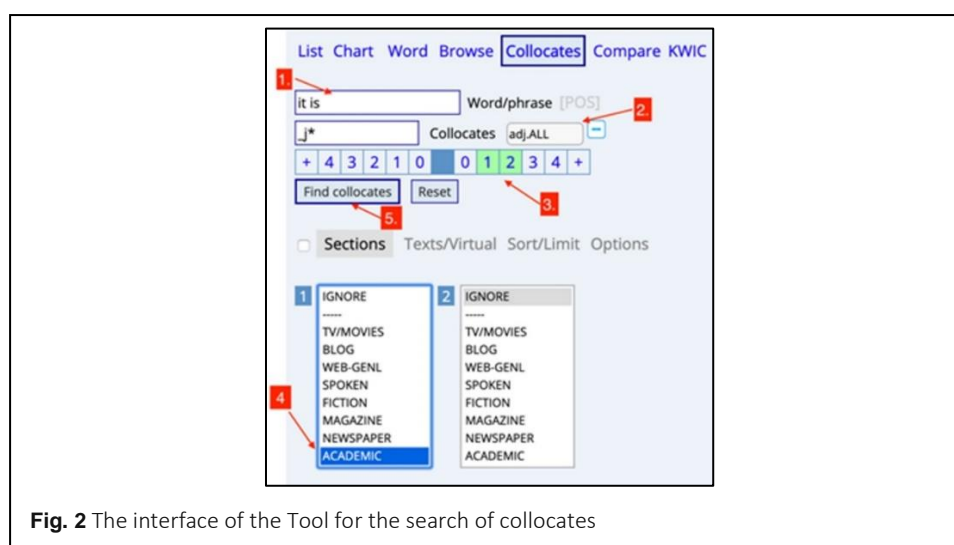 List Chart Word Browse Collocates Compare KWIC
1.
it is Word/phrase [POS]
2.
_j* Collocates adj.ALL −
+ 4 3 2 1 0 0 1 2 3 4 +
3.
Find collocates Reset
5.
Sections Texts/Virtual Sort/Limit Options
1 IGNORE 2 IGNORE
----- -----
TV/MOVIES TV/MOVIES
BLOG BLOG
WEB-GENL WEB-GENL
SPOKEN SPOKEN
4 FICTION FICTION
MAGAZINE MAGAZINE
NEWSPAPER NEWSPAPER
ACADEMIC ACADEMIC
Fig. 2 The interface of the Tool for the search of collocates